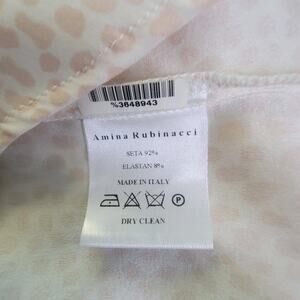 %3648943
Amina Rubinacci
SETA 92%
ELASTAN 8%
MADE IN ITALY
P
DRY CLEAN